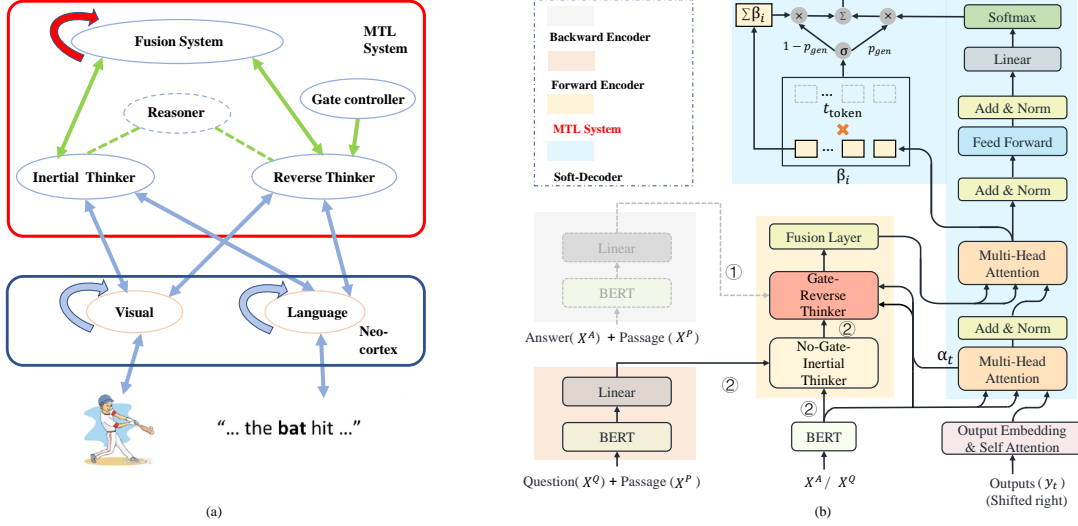 Fusion System
MTL
System
Reasoner
Gate controller
Inertial Thinker
Reverse Thinker
Visual
Language
Neo-
cortex
“... the bat hit ...”
(a)
Backward Encoder
Forward Encoder
MTL System
Soft-Decoder
∑βᵢ
×
Σ
×
1 − p_gen
p_gen
σ
...
t_token
...
βᵢ
Softmax
Linear
Add & Norm
Feed Forward
Add & Norm
Multi-Head
Attention
Add & Norm
Multi-Head
Attention
α_t
Output Embedding
& Self Attention
Outputs (y_t)
(Shifted right)
Linear
BERT
Answer( X^A) + Passage (X^P)
①
Fusion Layer
Gate-
Reverse
Thinker
②
No-Gate-
Inertial
Thinker
②
②
Linear
BERT
Question( X^Q) + Passage (X^P)
BERT
X^A/ X^Q
(b)